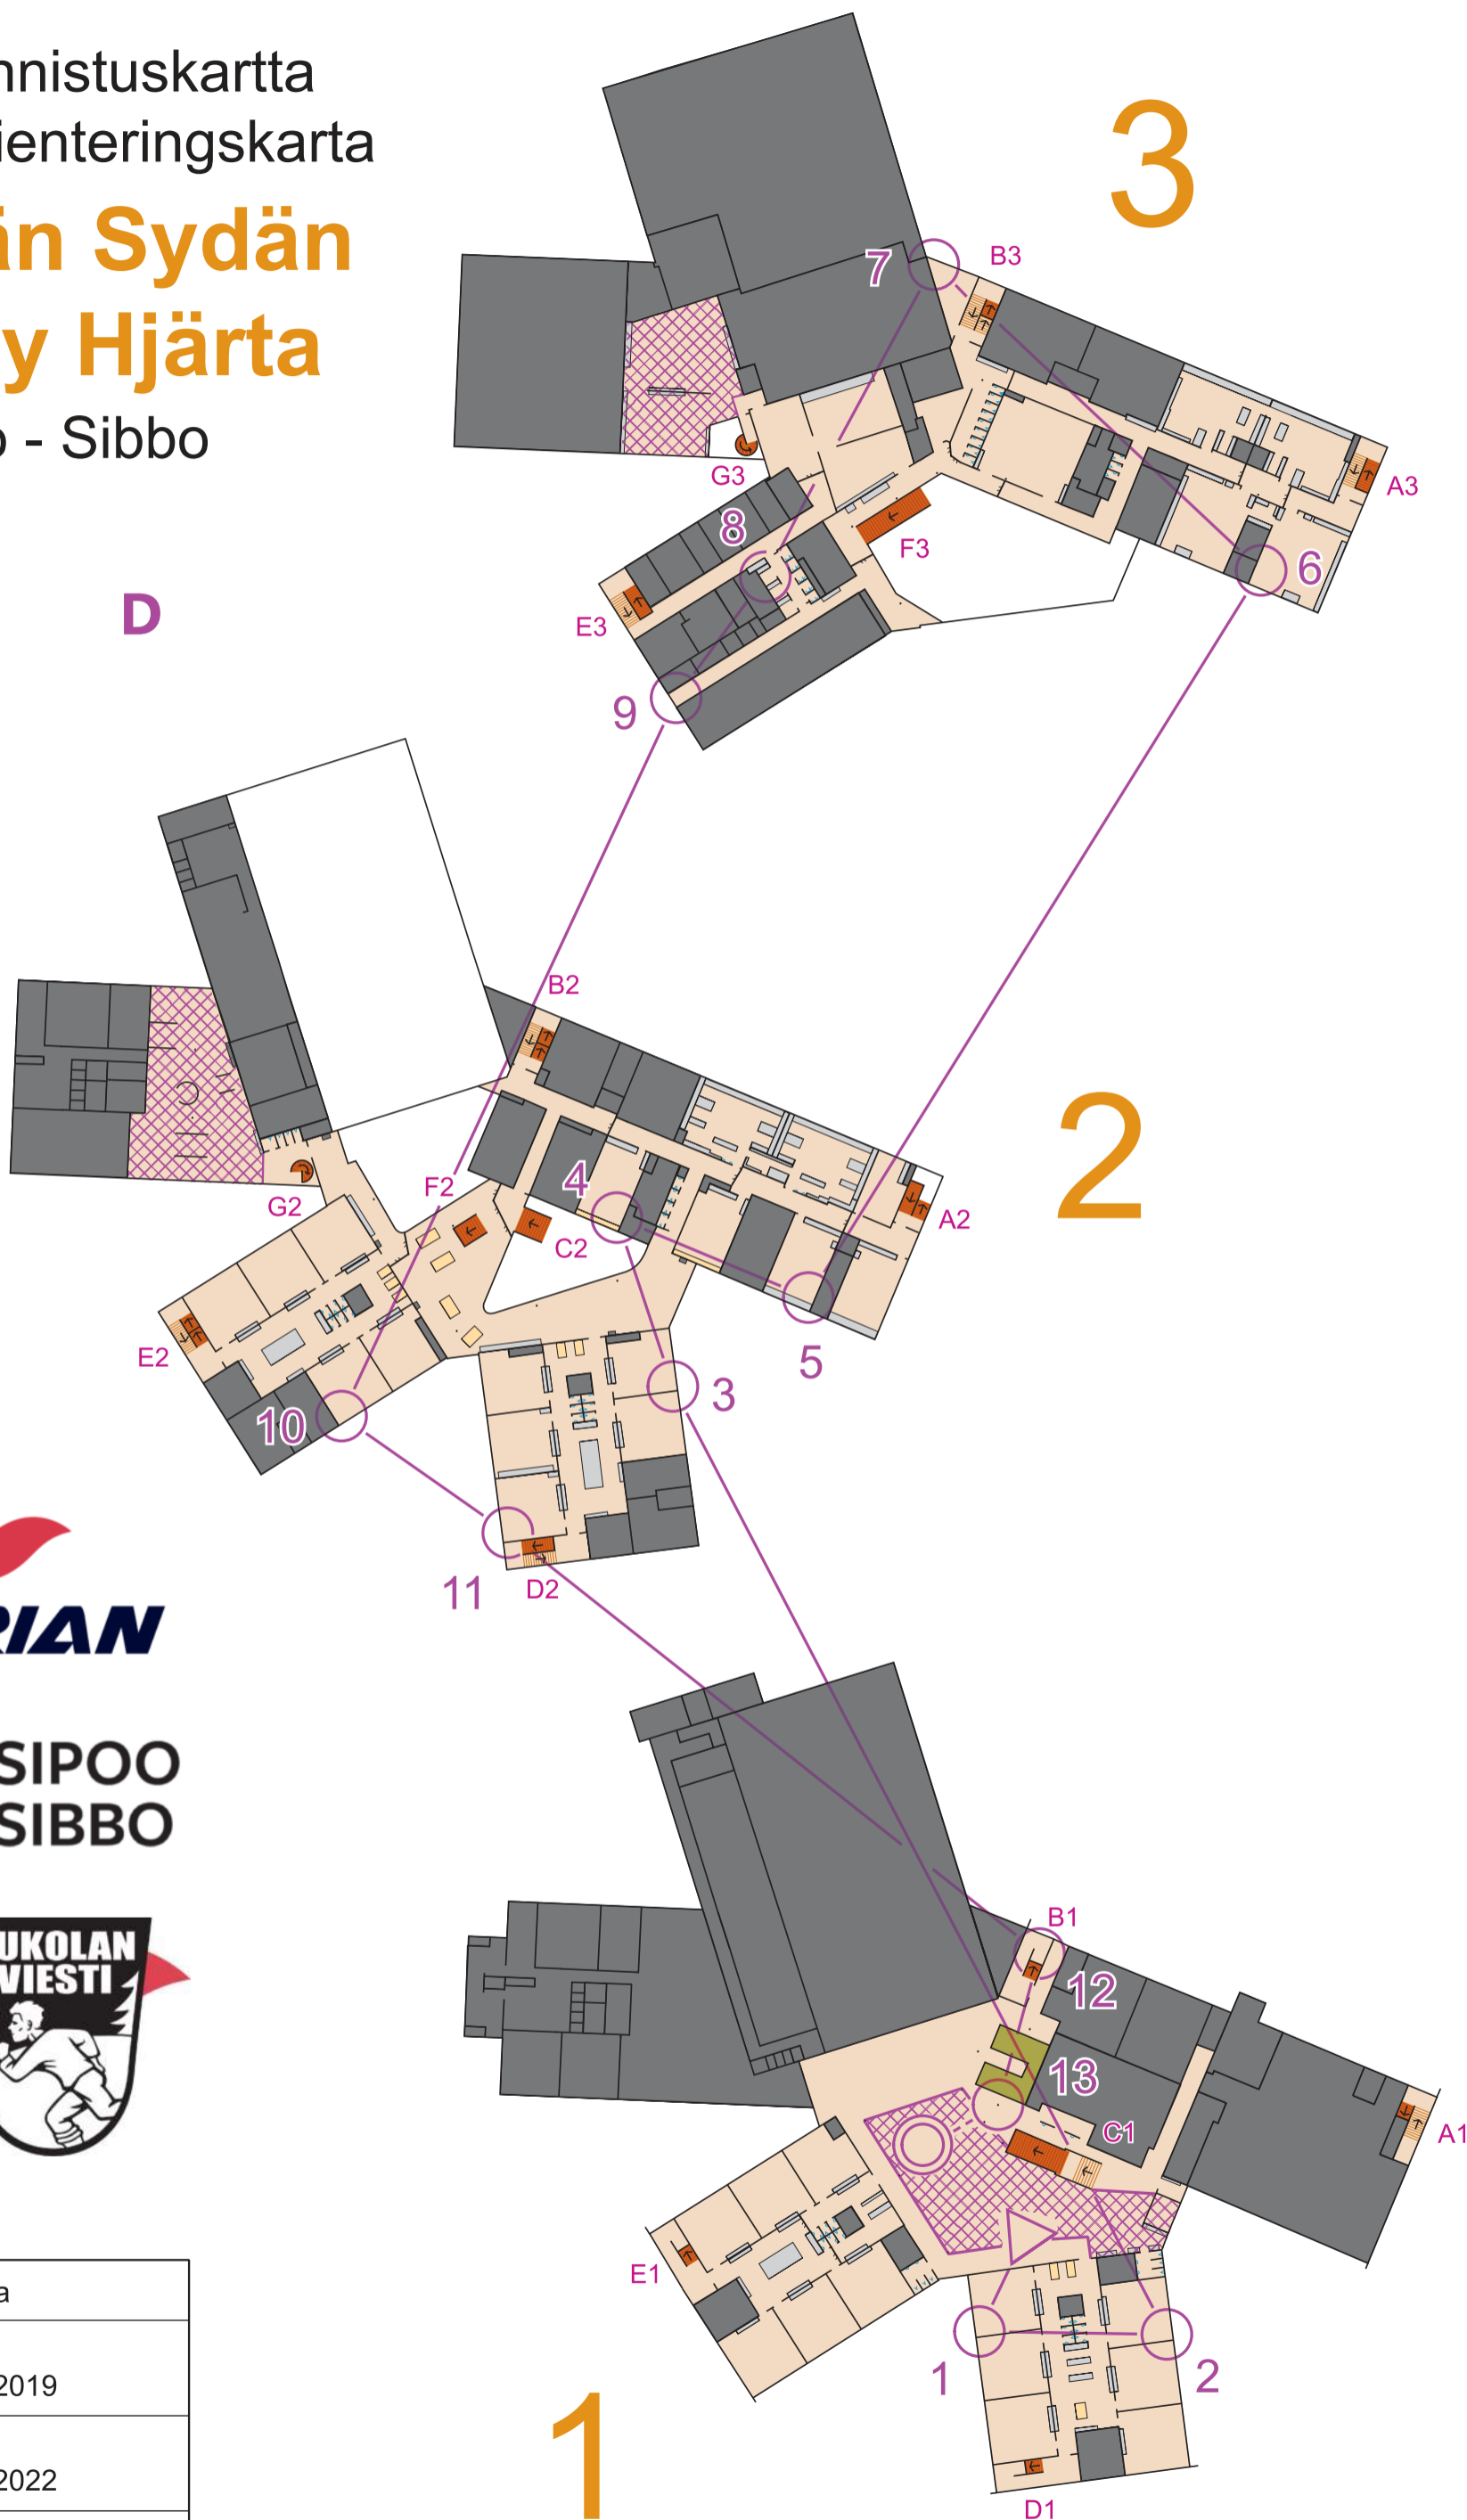 nnistuskartta
ienteringskarta
än Sydän
y Hjärta
o - Sibbo
3
7
B3
G3
A3
8
F3
6
D
E3
9
B2
2
4
F2
G2
A2
C2
E2
5
3
10
11
D2
RIAN
SIPOO
SIBBO
UKOLAN
VIESTI
B1
12
13
C1
A1
E1
a
2019
1
2
1
2022
D1